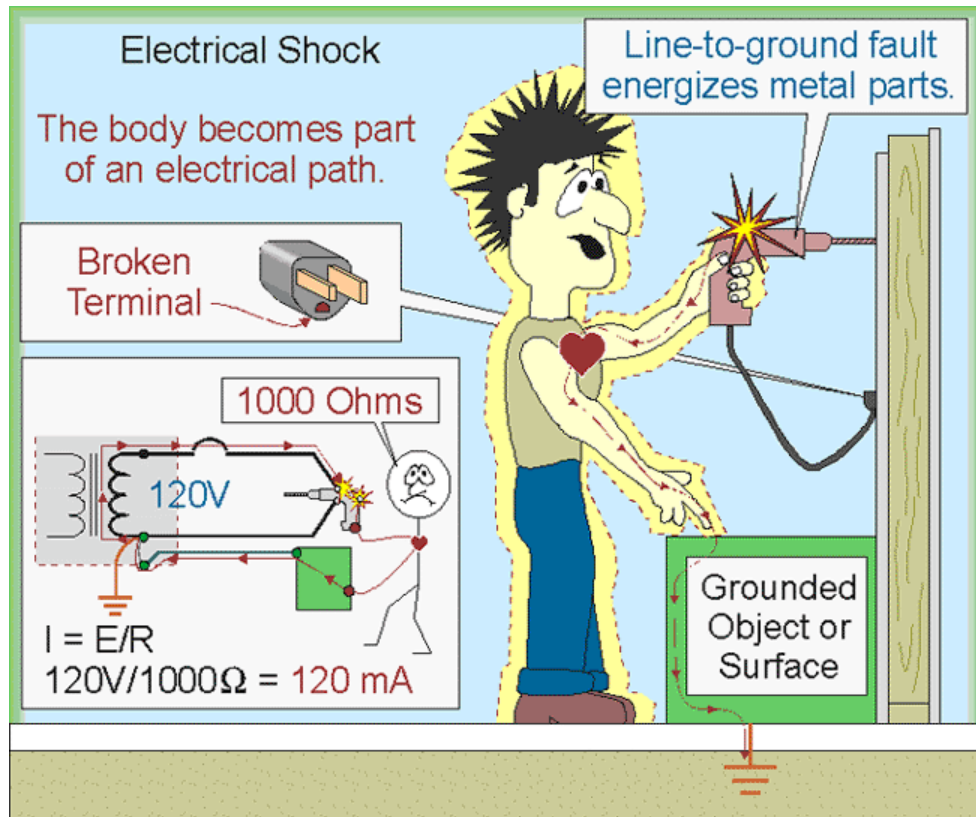 Electrical Shock
The body becomes part
of an electrical path.
Line-to-ground fault
energizes metal parts.
Broken
Terminal
1000 Ohms
120V
I = E/R
120V/1000Ω = 120 mA
Grounded
Object or
Surface